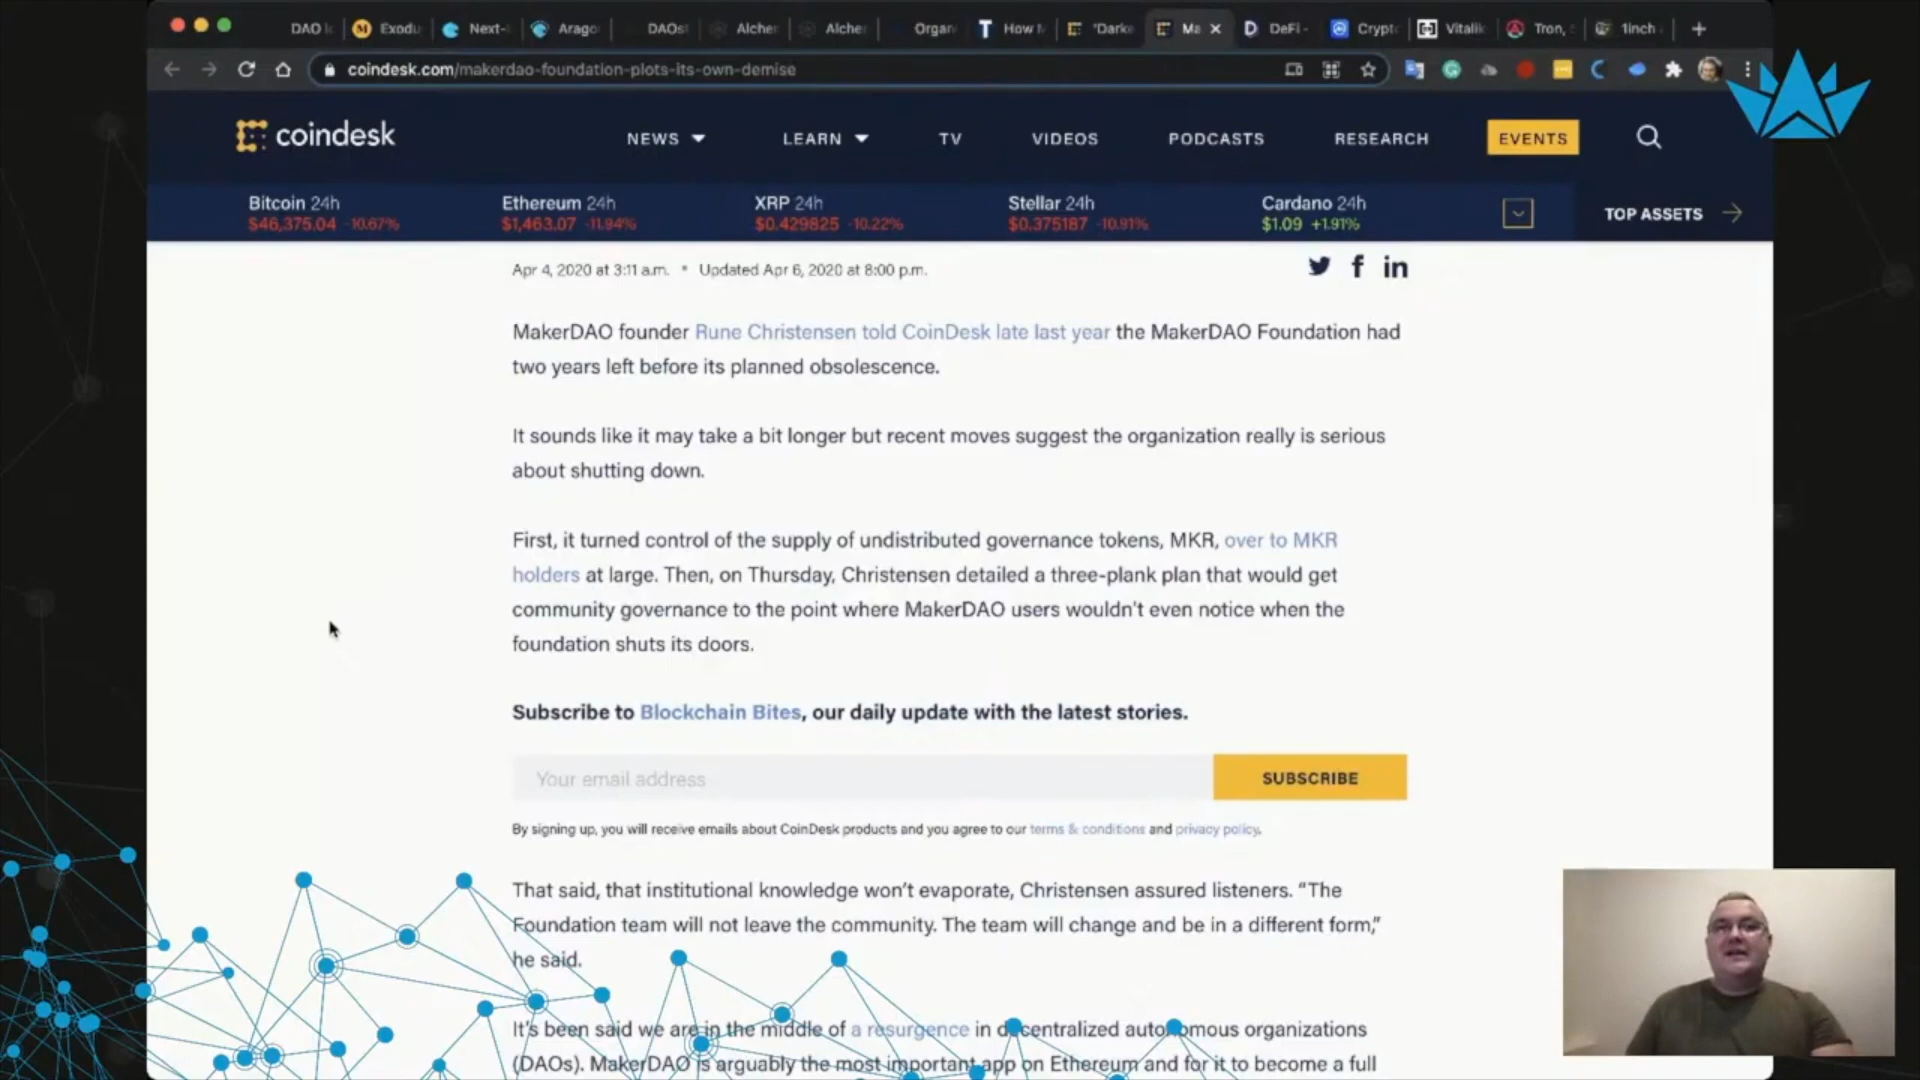 DAO
Exodu
Next-
Arago
DAOst
Alcher
Alcher
Organ
How
"Darke
Ma
DeFi -
Crypt
Vitalik
Tron,
1inch
coindesk.com/makerdao-foundation-plots-its-own-demise
coindesk
NEWS
LEARN
TV
VIDEOS
PODCASTS
RESEARCH
EVENTS
Bitcoin 24h
$46,375.04 -10.67%
Ethereum 24h
$1,463.07 -11.94%
XRP 24h
$0.429825 -10.22%
Stellar 24h
$0.375187 -10.91%
Cardano 24h
$1.09 +1.91%
TOP ASSETS
Apr 4, 2020 at 3:11 a.m. • Updated Apr 6, 2020 at 8:00 p.m.
MakerDAO founder Rune Christensen told CoinDesk late last year the MakerDAO Foundation had
two years left before its planned obsolescence.
It sounds like it may take a bit longer but recent moves suggest the organization really is serious
about shutting down.
First, it turned control of the supply of undistributed governance tokens, MKR, over to MKR
holders at large. Then, on Thursday, Christensen detailed a three-plank plan that would get
community governance to the point where MakerDAO users wouldn't even notice when the
foundation shuts its doors.
Subscribe to Blockchain Bites, our daily update with the latest stories.
Your email address
SUBSCRIBE
By signing up, you will receive emails about CoinDesk products and you agree to our terms & conditions and privacy policy.
That said, that institutional knowledge won't evaporate, Christensen assured listeners. “The
Foundation team will not leave the community. The team will change and be in a different form,”
he said.
It's been said we are in the middle of a resurgence in decentralized autonomous organizations
(DAOs). MakerDAO is arguably the most important app on Ethereum and for it to become a full